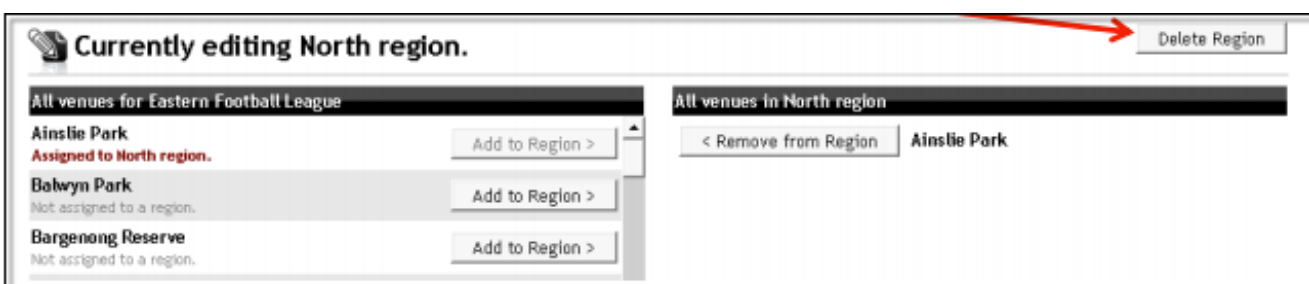 Currently editing North region.
Delete Region
All venues for Eastern Football League
Ainslie Park
Assigned to North region.
Add to Region >
Balwyn Park
Not assigned to a region.
Add to Region >
Bargenong Reserve
Not assigned to a region.
Add to Region >
All venues in North region
< Remove from Region
Ainslie Park